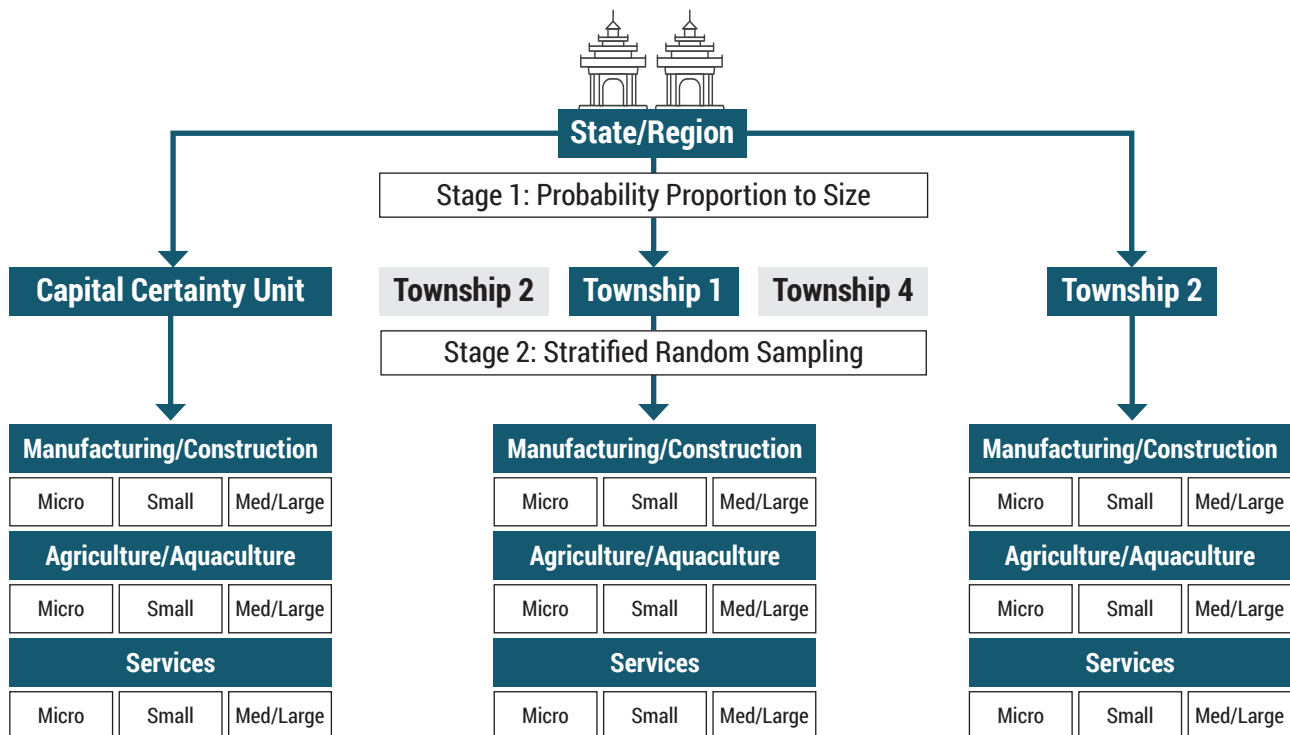 State/Region
Stage 1: Probability Proportion to Size
Capital Certainty Unit
Township 2
Township 1
Township 4
Township 2
Stage 2: Stratified Random Sampling
Manufacturing/Construction
Micro
Small
Med/Large
Agriculture/Aquaculture
Micro
Small
Med/Large
Services
Micro
Small
Med/Large
Manufacturing/Construction
Micro
Small
Med/Large
Agriculture/Aquaculture
Micro
Small
Med/Large
Services
Micro
Small
Med/Large
Manufacturing/Construction
Micro
Small
Med/Large
Agriculture/Aquaculture
Micro
Small
Med/Large
Services
Micro
Small
Med/Large